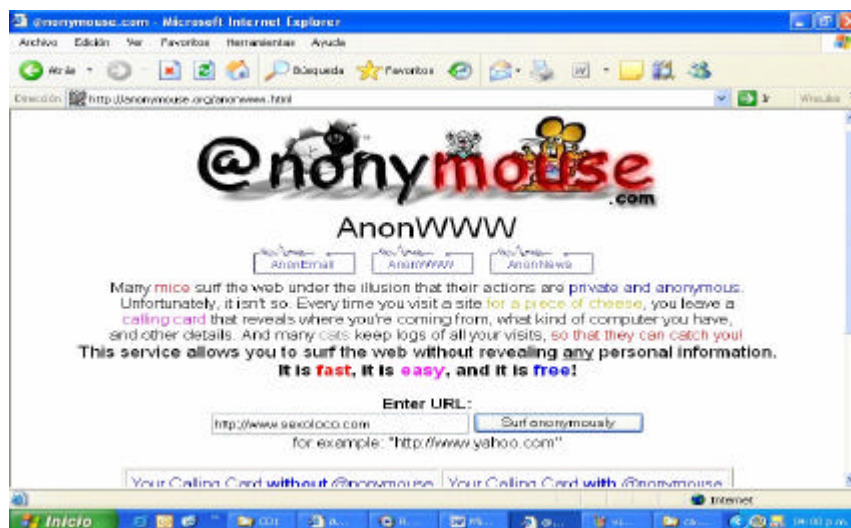 @nonymouse.com - Microsoft Internet Explorer
Archivo Edición Ver Favoritos Herramientas Ayuda
Atrás Búsqueda Favoritos
Dirección http://anonymouse.org/anonwww.html Ir
@nonymouse
.com
AnonWWW
AnonEmail AnonWWW AnonNews
Many mice surf the web under the illusion that their actions are private and anonymous.
Unfortunately, it isn't so. Every time you visit a site for a piece of cheese, you leave a
calling card that reveals where you're coming from, what kind of computer you have,
and other details. And many cats keep logs of all your visits, so that they can catch you!
This service allows you to surf the web without revealing any personal information.
It is fast, it is easy, and it is free!
Enter URL:
http://www.sexoloco.com Surf anonymously
for example: "http://www.yahoo.com"
Your Calling Card without @nonymouse Your Calling Card with @nonymouse
Internet
Inicio